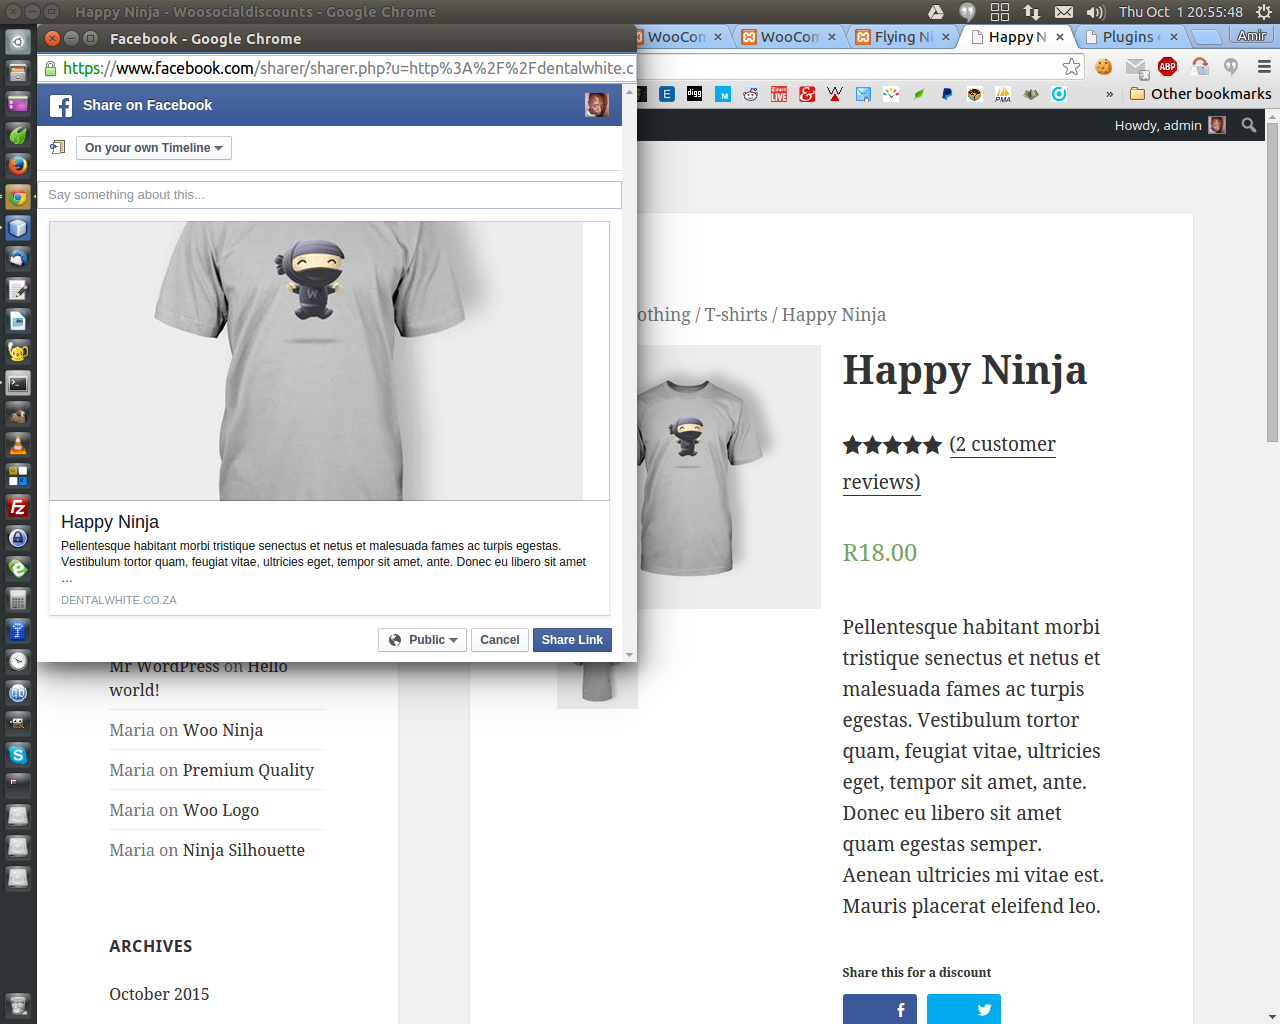 Happy Ninja - Woosocialdiscounts - Google Chrome
Thu Oct 1 20:55:48
Facebook - Google Chrome
WooCom
WooCom
Flying Ni
Happy N
Plugins
Amir
https://www.facebook.com/sharer/sharer.php?u=http%3A%2F%2Fdentalwhite.c
ABP
Other bookmarks
Share on Facebook
Howdy, admin
On your own Timeline
Say something about this...
othing / T-shirts / Happy Ninja
Happy Ninja
(2 customer
reviews)
R18.00
Happy Ninja
Pellentesque habitant morbi tristique senectus et netus et malesuada fames ac turpis egestas.
Vestibulum tortor quam, feugiat vitae, ultricies eget, tempor sit amet, ante. Donec eu libero sit amet
...
DENTALWHITE.CO.ZA
Public
Cancel
Share Link
Pellentesque habitant morbi
tristique senectus et netus et
malesuada fames ac turpis
egestas. Vestibulum tortor
quam, feugiat vitae, ultricies
eget, tempor sit amet, ante.
Donec eu libero sit amet
quam egestas semper.
Aenean ultricies mi vitae est.
Mauris placerat eleifend leo.
Mr WordPress on Hello
world!
Maria on Woo Ninja
Maria on Premium Quality
Maria on Woo Logo
Maria on Ninja Silhouette
ARCHIVES
October 2015
Share this for a discount